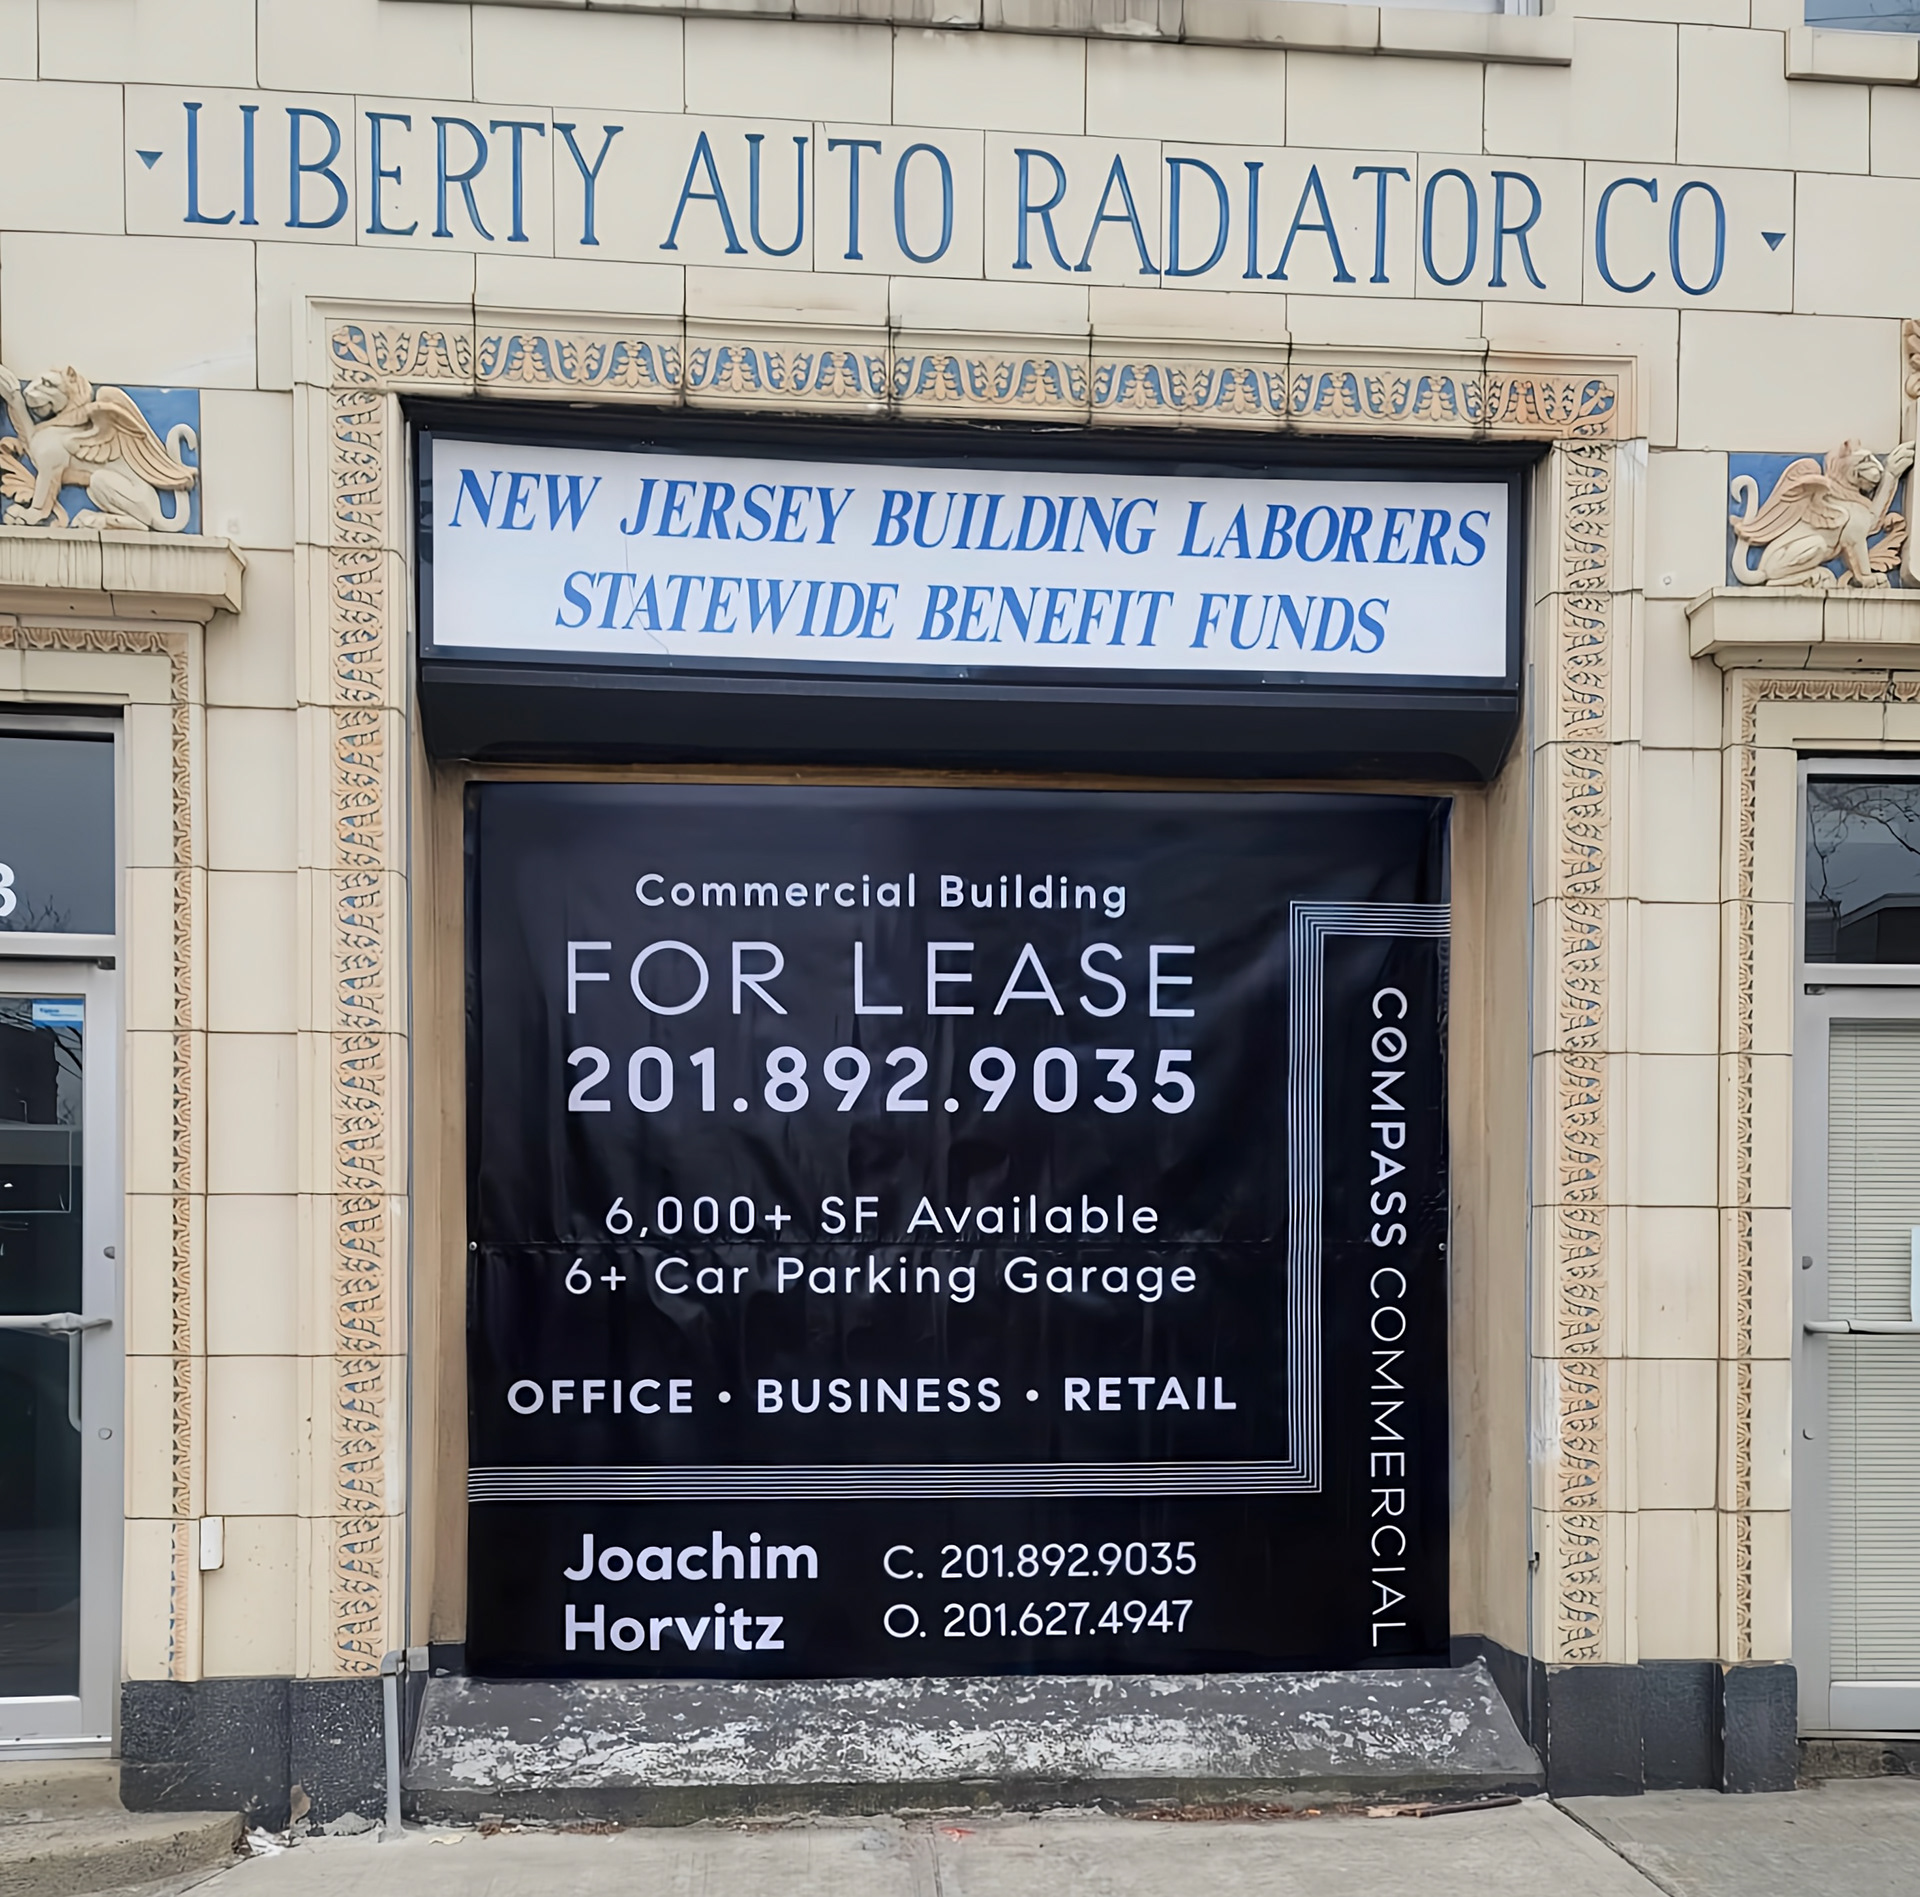 LIBERTY AUTO RADIATOR CO
NEW JERSEY BUILDING LABORERS
STATEWIDE BENEFIT FUNDS
Commercial Building
FOR LEASE
201.892.9035
6,000+ SF Available
6+ Car Parking Garage
OFFICE • BUSINESS • RETAIL
COMPASS COMMERCIAL
Joachim
Horvitz
C. 201.892.9035
O. 201.627.4947
3